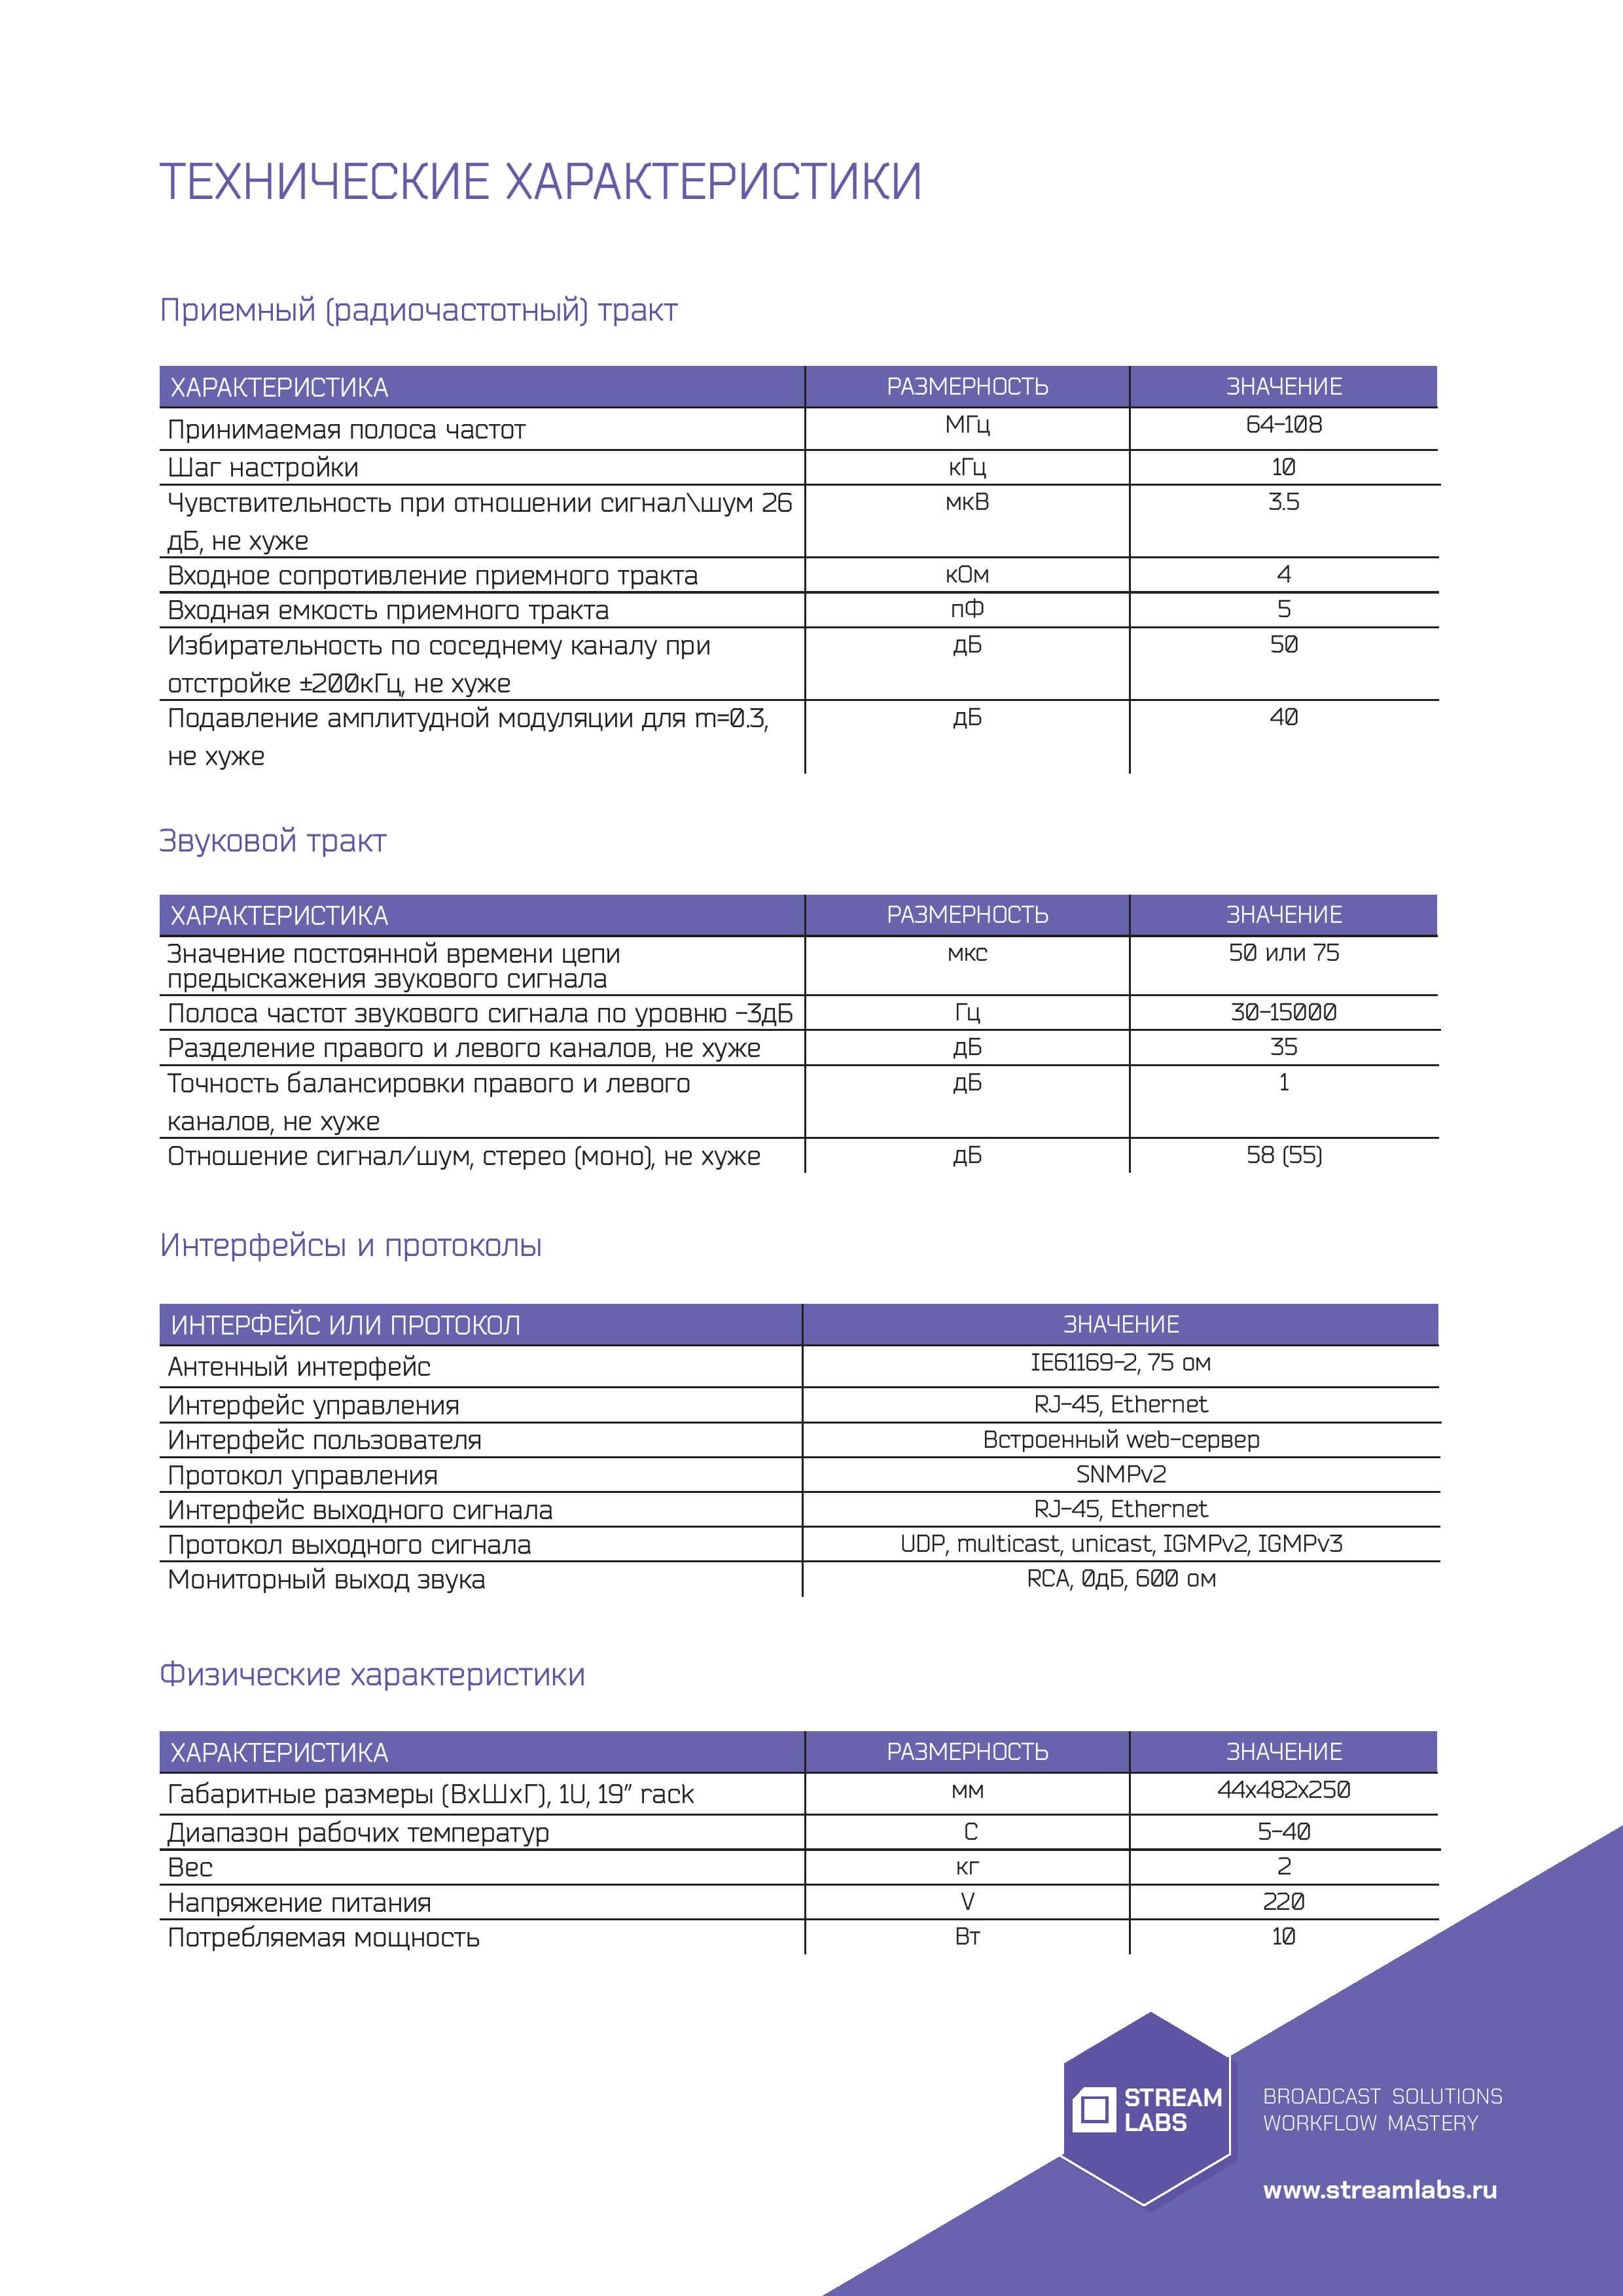 ТЕХНИЧЕСКИЕ ХАРАКТЕРИСТИКИ
Приемный (радиочастотный) тракт
ХАРАКТЕРИСТИКА РАЗМЕРНОСТЬ ЗНАЧЕНИЕ
Принимаемая полоса частот МГц 64-108
Шаг настройки кГц 10
Чувствительность при отношении сигнал\шум 26 мкВ 3.5
дБ, не хуже
Входное сопротивление приемного тракта кОм 4
Входная емкость приемного тракта пФ 5
Избирательность по соседнему каналу при дБ 50
отстройке ±200кГц, не хуже
Подавление амплитудной модуляции для m=0.3, дБ 40
не хуже
Звуковой тракт
ХАРАКТЕРИСТИКА РАЗМЕРНОСТЬ ЗНАЧЕНИЕ
Значение постоянной времени цепи мкс 50 или 75
предыскажения звукового сигнала
Полоса частот звукового сигнала по уровню -3дБ Гц 30-15000
Разделение правого и левого каналов, не хуже дБ 35
Точность балансировки правого и левого дБ 1
каналов, не хуже
Отношение сигнал/шум, стерео (моно), не хуже дБ 58 (55)
Интерфейсы и протоколы
ИНТЕРФЕЙС ИЛИ ПРОТОКОЛ ЗНАЧЕНИЕ
Антенный интерфейс IE61169-2, 75 ом
Интерфейс управления RJ-45, Ethernet
Интерфейс пользователя Встроенный web-сервер
Протокол управления SNMPv2
Интерфейс выходного сигнала RJ-45, Ethernet
Протокол выходного сигнала UDP, multicast, unicast, IGMPv2, IGMPv3
Мониторный выход звука RCA, 0дБ, 600 ом
Физические характеристики
ХАРАКТЕРИСТИКА РАЗМЕРНОСТЬ ЗНАЧЕНИЕ
Габаритные размеры (ВхШхГ), 1U, 19” rack мм 44х482х250
Диапазон рабочих температур С 5-40
Вес кг 2
Напряжение питания V 220
Потребляемая мощность Вт 10
STREAM
LABS
BROADCAST SOLUTIONS
WORKFLOW MASTERY
www.streamlabs.ru